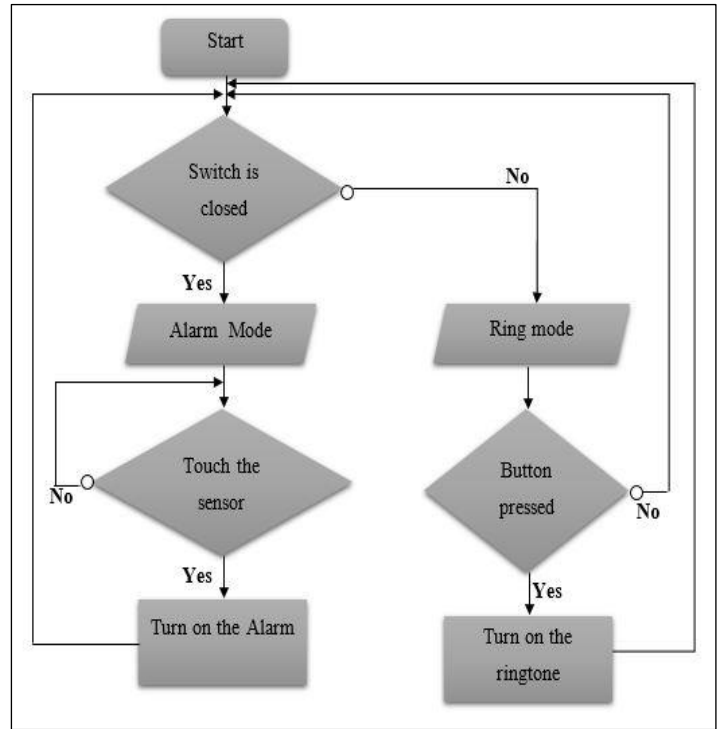 Start
Switch is
closed
No
Yes
Alarm Mode
Ring mode
Touch the
sensor
No
Button
pressed
No
Yes
Yes
Turn on the Alarm
Turn on the
ringtone